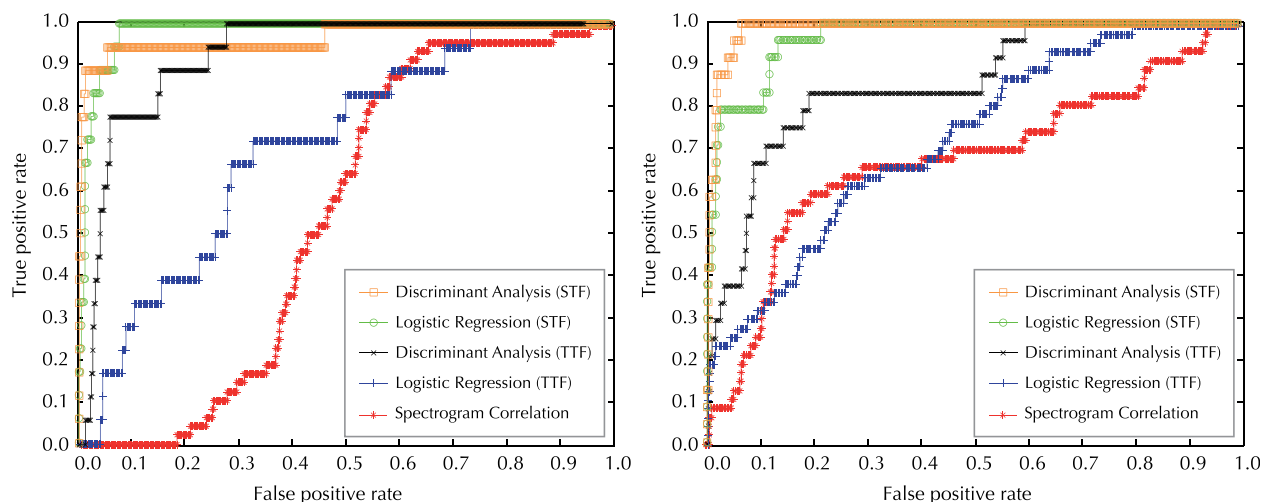 1.0
0.9
0.8
0.7
0.6
0.5
0.4
0.3
0.2
0.1
0.0
True positive rate
0.0 0.1 0.2 0.3 0.4 0.5 0.6 0.7 0.8 0.9 1.0
False positive rate
Discriminant Analysis (STF)
Logistic Regression (STF)
Discriminant Analysis (TTF)
Logistic Regression (TTF)
Spectrogram Correlation
1.0
0.9
0.8
0.7
0.6
0.5
0.4
0.3
0.2
0.1
0.0
True positive rate
0.0 0.1 0.2 0.3 0.4 0.5 0.6 0.7 0.8 0.9 1.0
False positive rate
Discriminant Analysis (STF)
Logistic Regression (STF)
Discriminant Analysis (TTF)
Logistic Regression (TTF)
Spectrogram Correlation